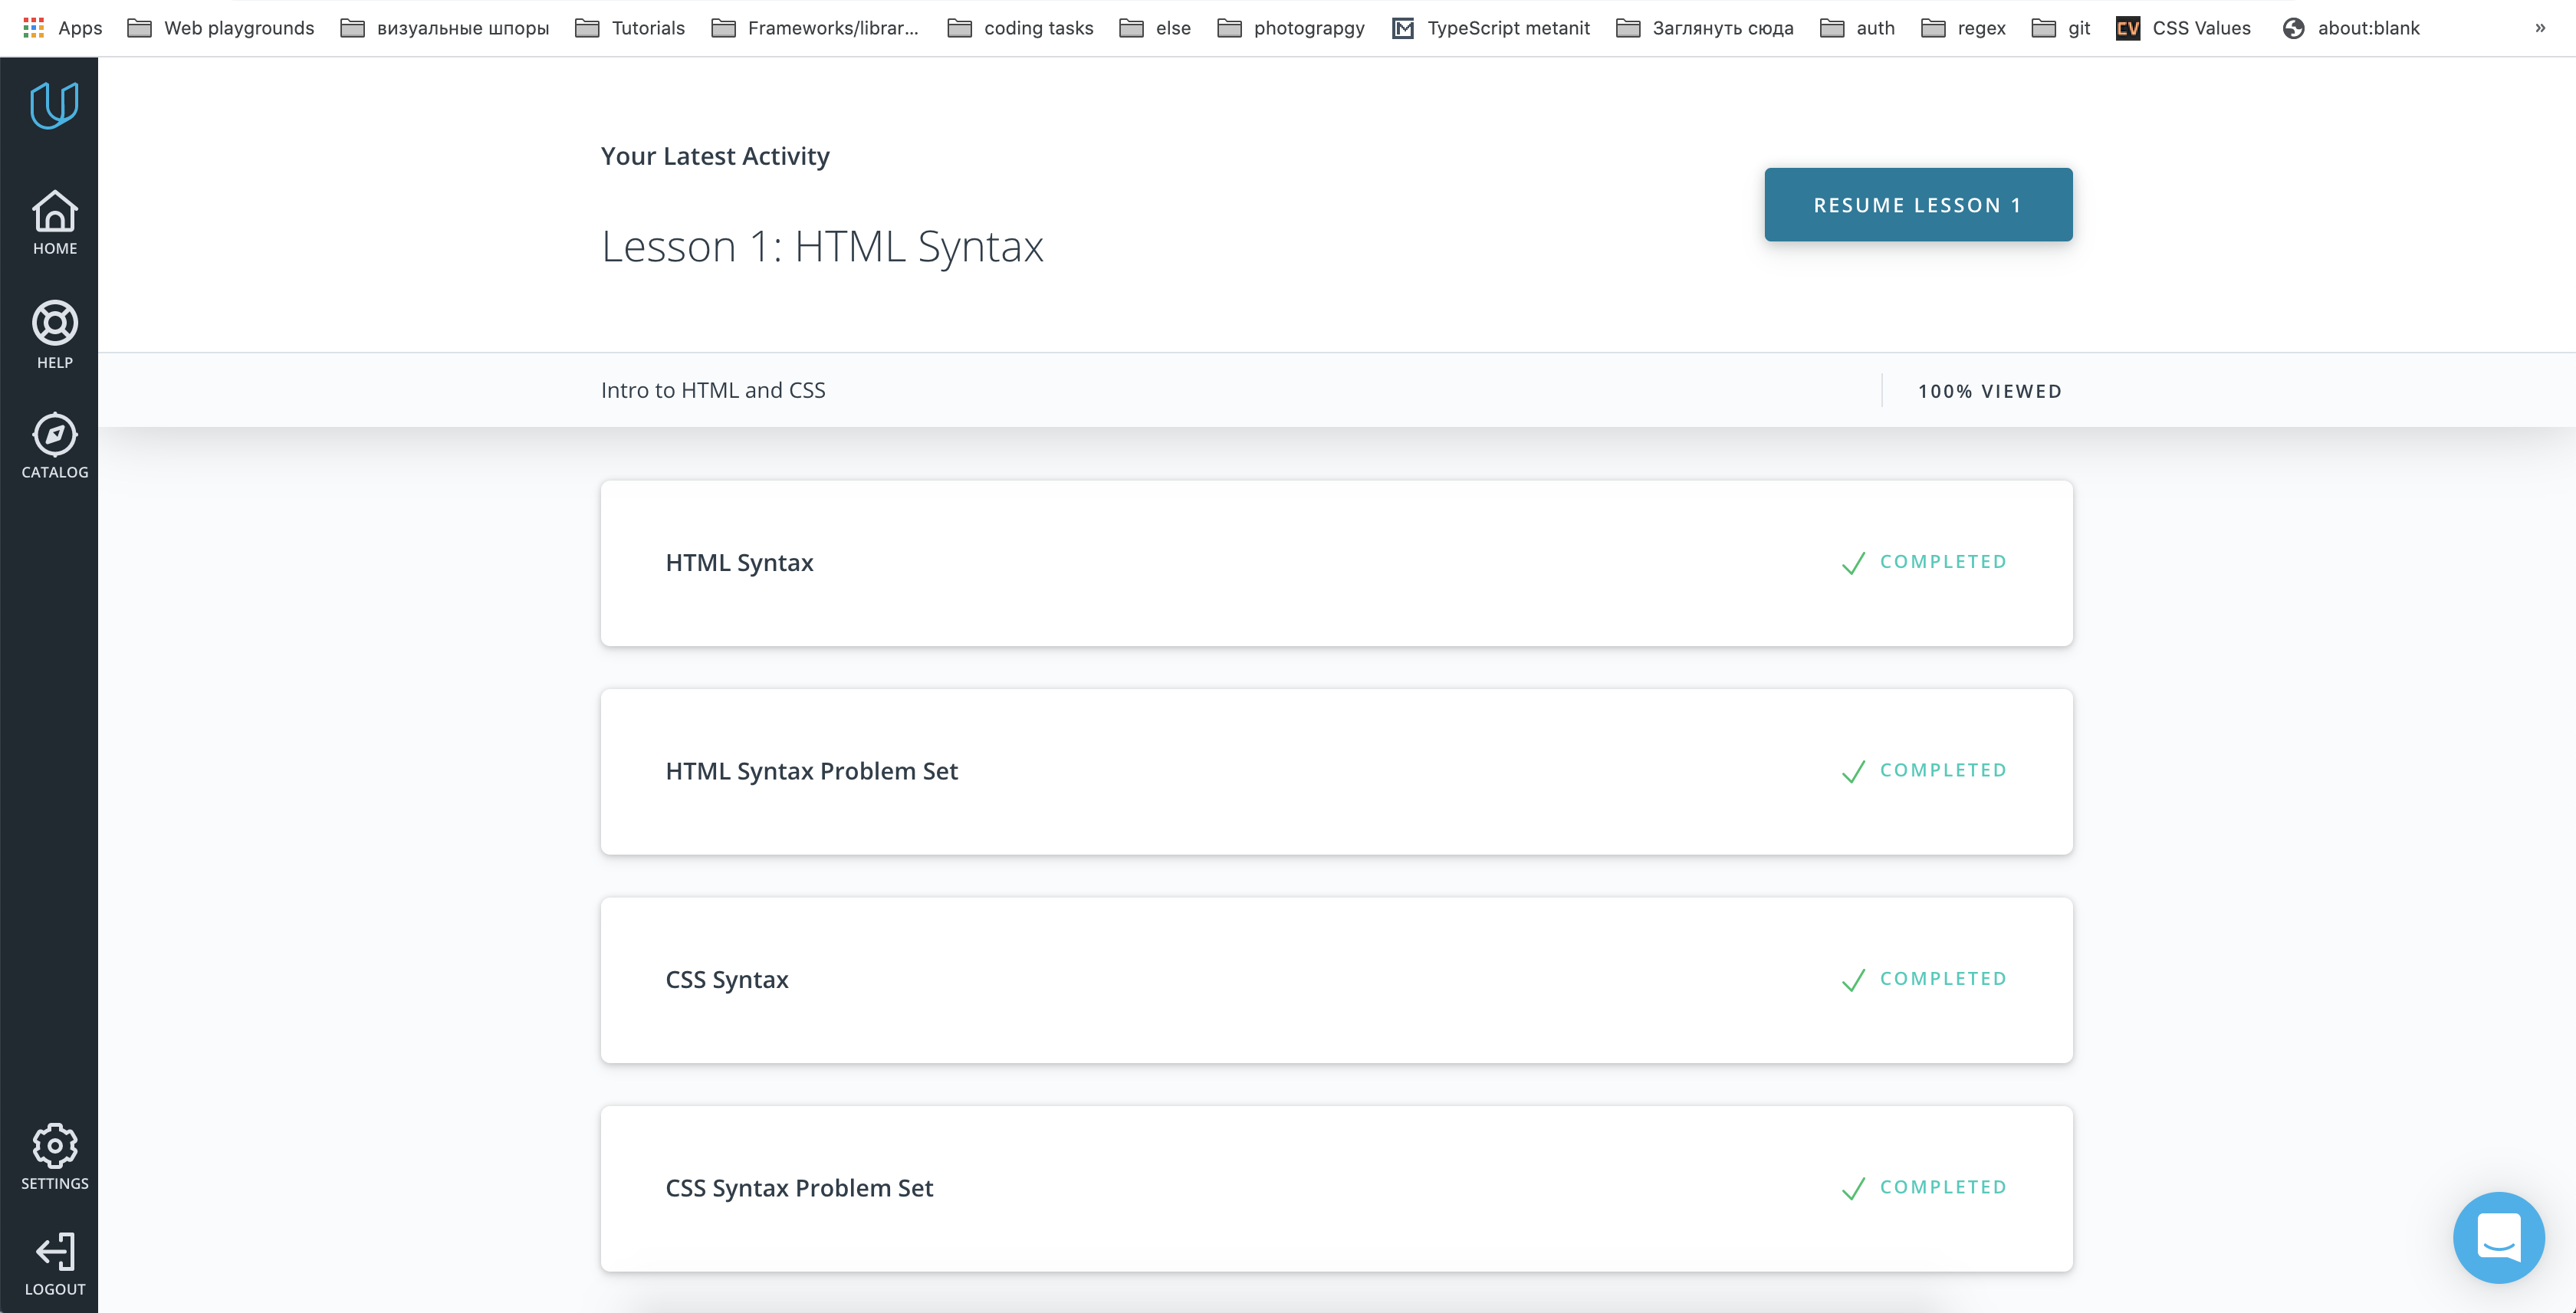 Apps Web playgrounds визуальные шпоры Tutorials Frameworks/librar... coding tasks else photograpgy TypeScript metanit Заглянуть сюда auth regex git CV CSS Values about:blank »
HOME
HELP
CATALOG
SETTINGS
LOGOUT
Your Latest Activity
Lesson 1: HTML Syntax
RESUME LESSON 1
Intro to HTML and CSS
100% VIEWED
HTML Syntax
COMPLETED
HTML Syntax Problem Set
COMPLETED
CSS Syntax
COMPLETED
CSS Syntax Problem Set
COMPLETED